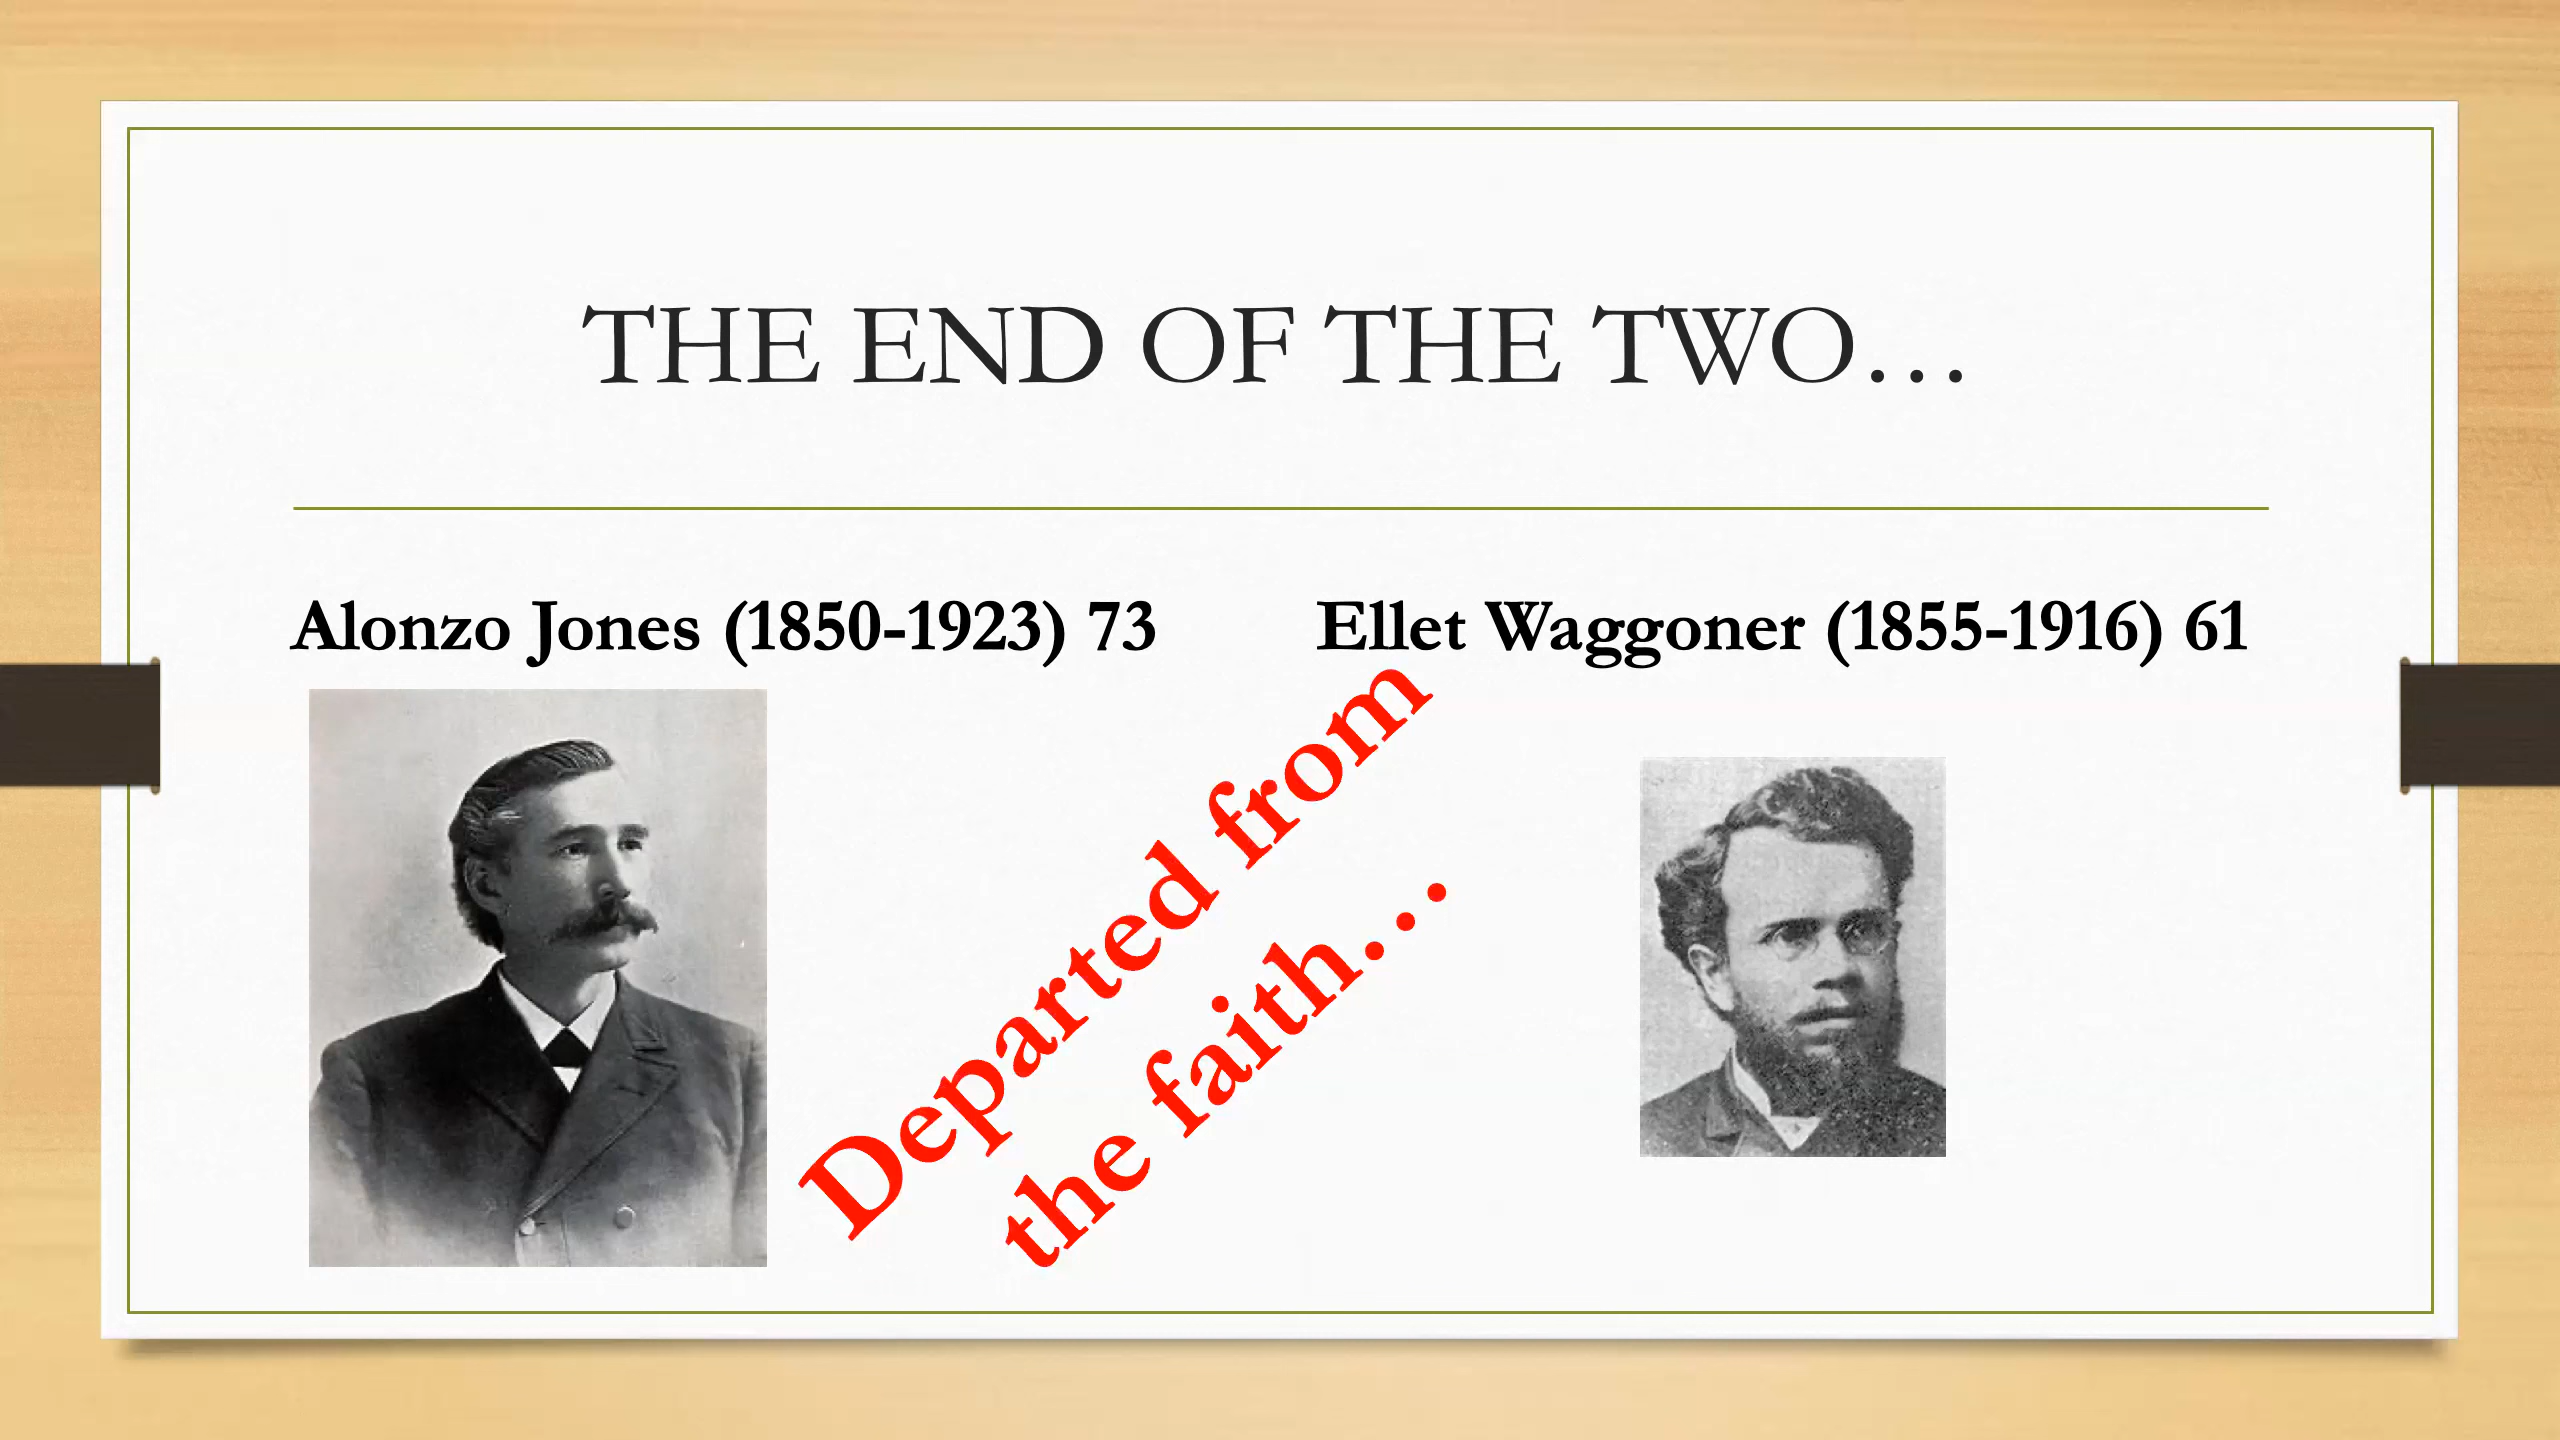 THE END OF THE TWO…
Alonzo Jones (1850-1923) 73
Ellet Waggoner (1855-1916) 61
Departed from
the faith…